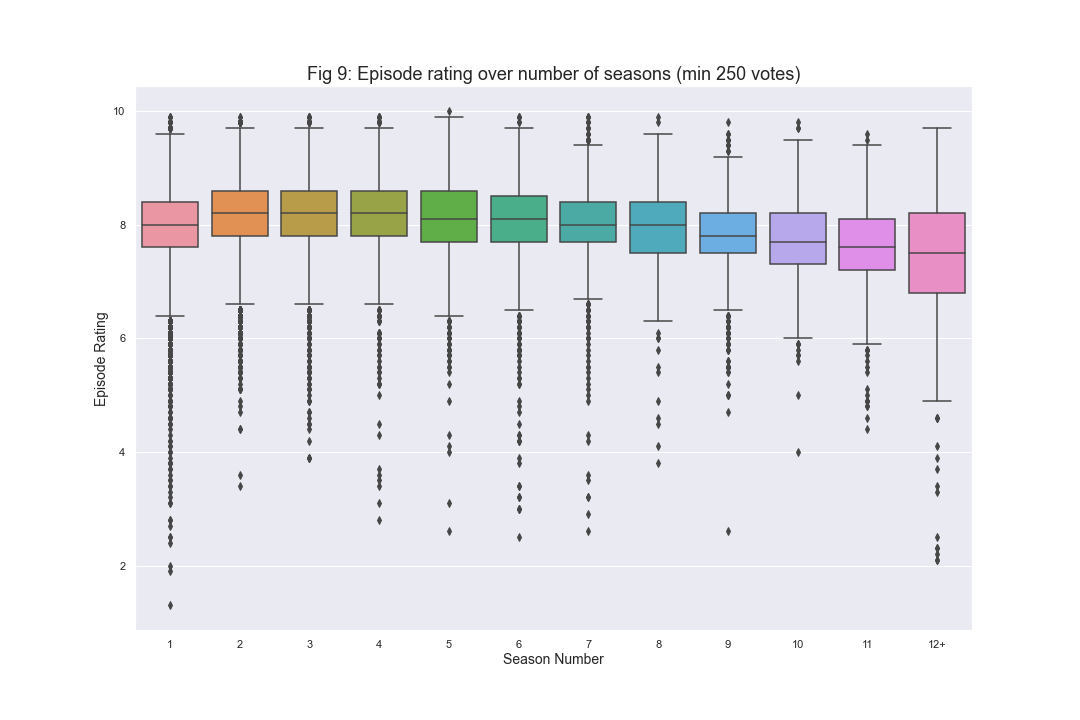 Fig 9: Episode rating over number of seasons (min 250 votes)
10
8
6
4
2
Episode Rating
1 2 3 4 5 6 7 8 9 10 11 12+
Season Number